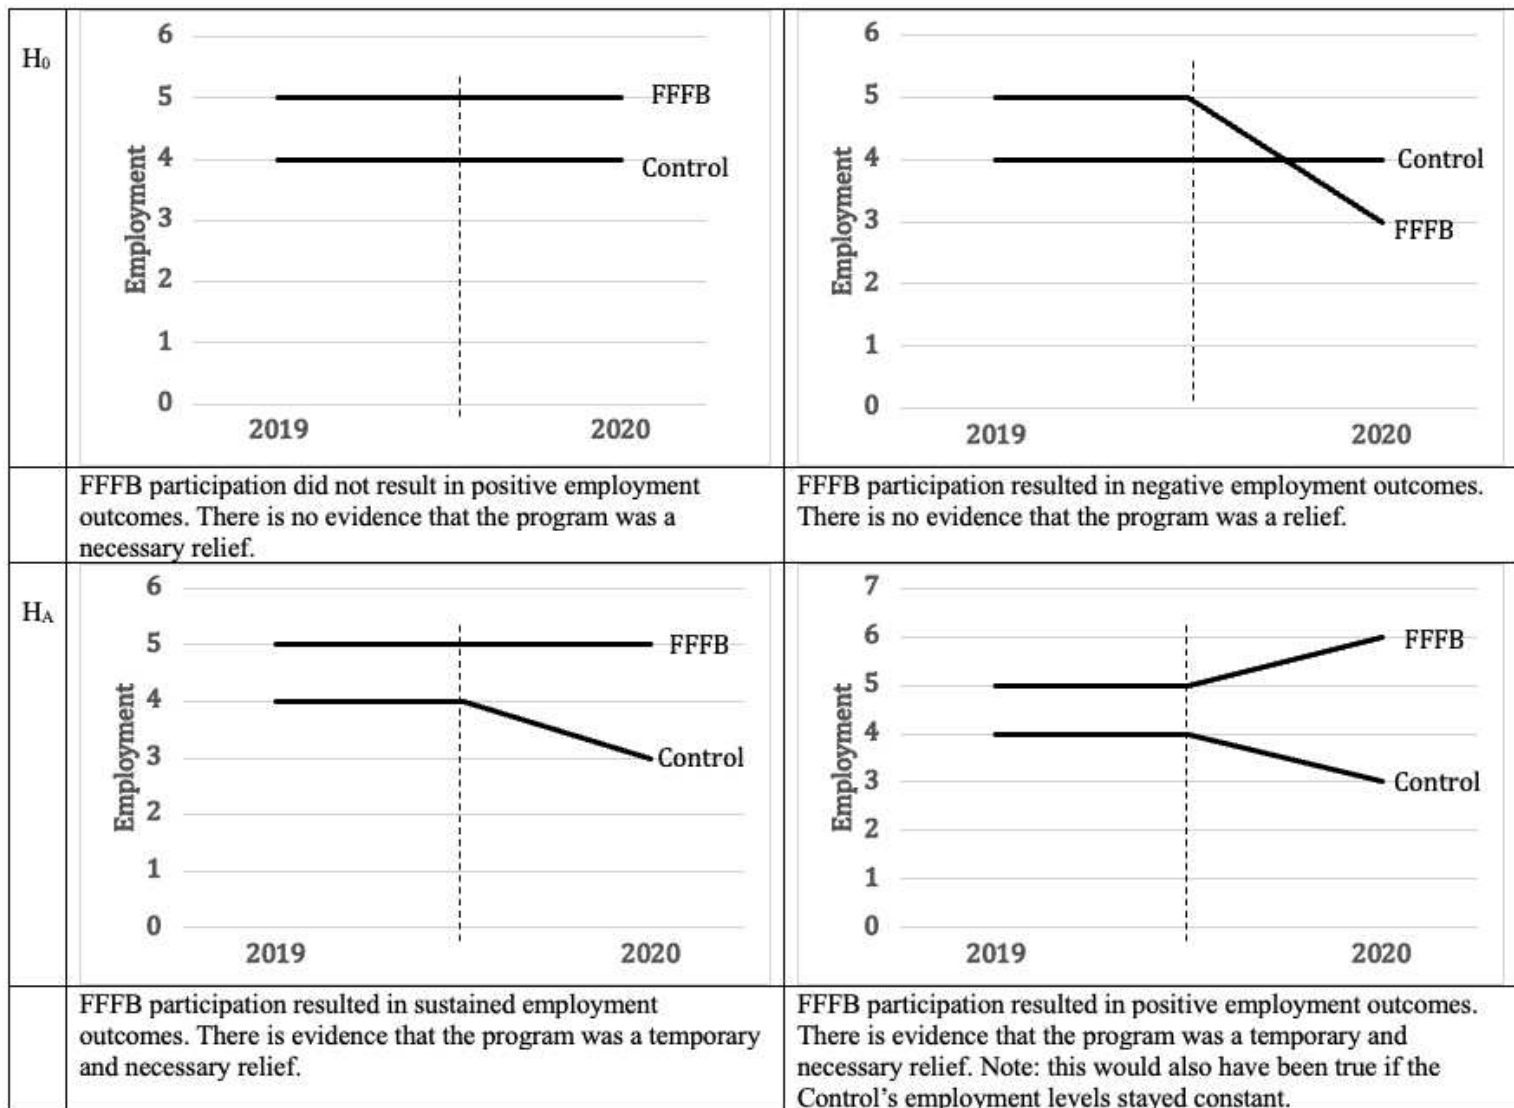 H0
6
5
4
3
2
1
0
Employment
FFFB
Control
2019
2020
6
5
4
3
2
1
0
Employment
Control
FFFB
2019
2020
FFFB participation did not result in positive employment
outcomes. There is no evidence that the program was a
necessary relief.
FFFB participation resulted in negative employment outcomes.
There is no evidence that the program was a relief.
HA
6
5
4
3
2
1
0
Employment
FFFB
Control
2019
2020
7
6
5
4
3
2
1
0
Employment
FFFB
Control
2019
2020
FFFB participation resulted in sustained employment
outcomes. There is evidence that the program was a temporary
and necessary relief.
FFFB participation resulted in positive employment outcomes.
There is evidence that the program was a temporary and
necessary relief. Note: this would also have been true if the
Control's employment levels stayed constant.